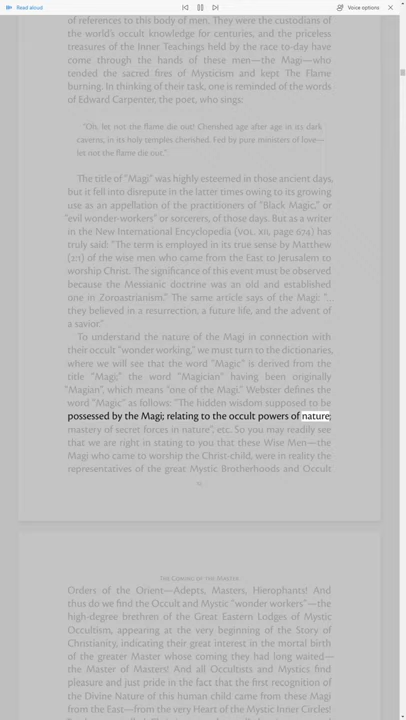 Read aloud
Voice options
of references to this body of men. They were the custodians of
the world's occult knowledge for centuries, and the priceless
treasures of the Inner Teachings held by the race to-day have
come through the hands of these men—the Magi—who
tended the sacred fires of Mysticism and kept The Flame
burning. In thinking of their task, one is reminded of the words
of Edward Carpenter, the poet, who sings:
"Oh, let not the flame die out! Cherished age after age in its dark
caverns, in its holy temples cherished. Fed by pure ministers of love—
let not the flame die out."
The title of "Magi" was highly esteemed in those ancient days,
but it fell into disrepute in the latter times owing to its growing
use as an appellation of the practitioners of "Black Magic," or
"evil wonder-workers" or sorcerers, of those days. But as a writer
in the New International Encyclopedia (vol. xii, page 674) has
truly said: "The term is employed in its true sense by Matthew
(2:1) of the wise men who came from the East to Jerusalem to
worship Christ. The significance of this event must be observed
because the Messianic doctrine was an old and established
one in Zoroastrianism." The same article says of the Magi: "...
they believed in a resurrection, a future life, and the advent of
a savior."
To understand the nature of the Magi in connection with
their occult "wonder working," we must turn to the dictionaries,
where we will see that the word "Magic" is derived from the
title "Magi;" the word "Magician" having been originally
"Magian", which means "one of the Magi." Webster defines the
word "Magic" as follows: "The hidden wisdom supposed to be
possessed by the Magi; relating to the occult powers of nature;
mastery of secret forces in nature", etc. So you may readily see
that we are right in stating to you that these Wise Men—the
Magi who came to worship the Christ-child, were in reality the
representatives of the great Mystic Brotherhoods and Occult
The Coming of the Master
Orders of the Orient—Adepts, Masters, Hierophants! And
thus do we find the Occult and Mystic "wonder workers"—the
high-degree brethren of the Great Eastern Lodges of Mystic
Occultism, appearing at the very beginning of the Story of
Christianity, indicating their great interest in the mortal birth
of the greater Master whose coming they had long waited—
the Master of Masters! And all Occultists and Mystics find
pleasure and just pride in the fact that the first recognition of
the Divine Nature of this human child came from these Magi
from the East—from the very Heart of the Mystic Inner Circles!